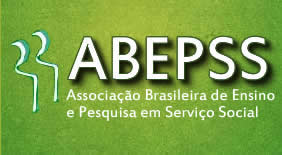 ABEPSS
Associação Brasileira de Ensino
e Pesquisa em Serviço Social